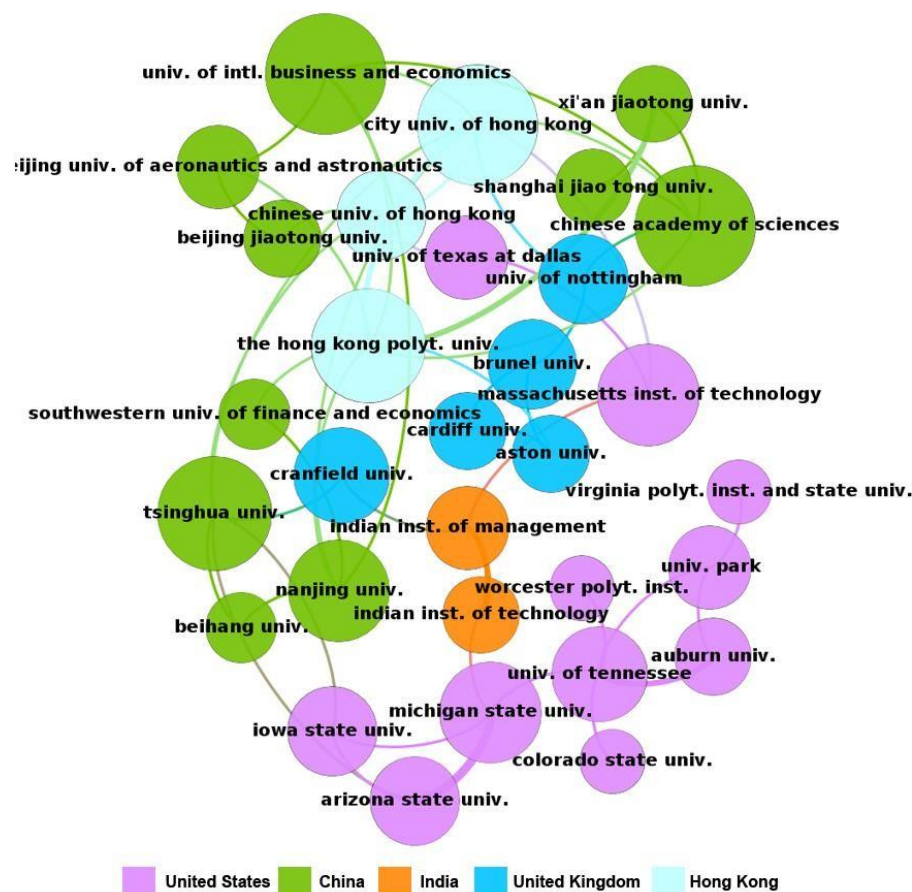 univ. of intl. business and economics
xi'an jiaotong univ.
city univ. of hong kong
eijing univ. of aeronautics and astronautics
shanghai jiao tong univ.
chinese univ. of hong kong
chinese academy of sciences
beijing jiaotong univ.
univ. of texas at dallas
univ. of nottingham
the hong kong polyt. univ.
brunel univ.
massachusetts inst. of technology
southwestern univ. of finance and economics
cardiff univ.
aston univ.
cranfield univ.
virginia polyt. inst. and state univ.
tsinghua univ.
indian inst. of management
univ. park
nanjing univ.
worcester polyt. inst.
indian inst. of technology
beihang univ.
auburn univ.
univ. of tennessee
michigan state univ.
iowa state univ.
colorado state univ.
arizona state univ.
United States China India United Kingdom Hong Kong